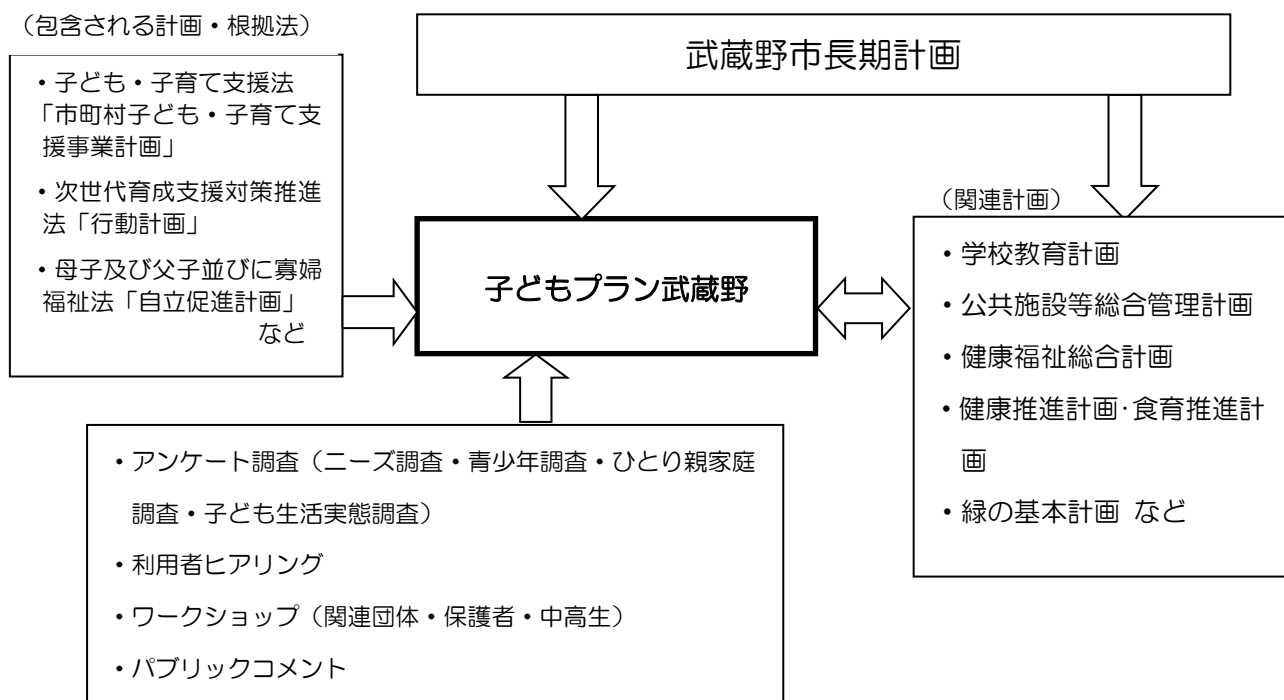 （包含される計画・根拠法）
・子ども・子育て支援法
「市町村子ども・子育て支
援事業計画」
・次世代育成支援対策推進
法「行動計画」
・母子及び父子並びに寡婦
福祉法「自立促進計画」
など
武蔵野市長期計画
子どもプラン武蔵野
（関連計画）
・学校教育計画
・公共施設等総合管理計画
・健康福祉総合計画
・健康推進計画・食育推進計
画
・緑の基本計画 など
・アンケート調査（ニーズ調査・青少年調査・ひとり親家庭
調査・子ども生活実態調査）
・利用者ヒアリング
・ワークショップ（関連団体・保護者・中高生）
・パブリックコメント